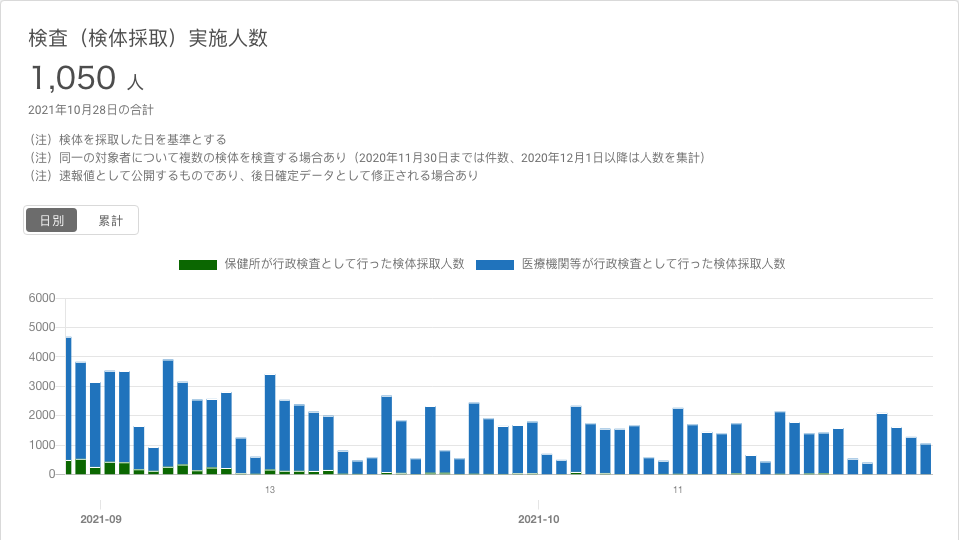 検査（検体採取）実施人数
1,050 人
2021年10月28日の合計
（注）検体を採取した日を基準とする
（注）同一の対象者について複数の検体を検査する場合あり（2020年11月30日までは件数、2020年12月1日以降は人数を集計）
（注）速報値として公開するものであり、後日確定データとして修正される場合あり
日別 累計
保健所が行政検査として行った検体採取人数 医療機関等が行政検査として行った検体採取人数
6000
5000
4000
3000
2000
1000
0
13 11
2021-09 2021-10